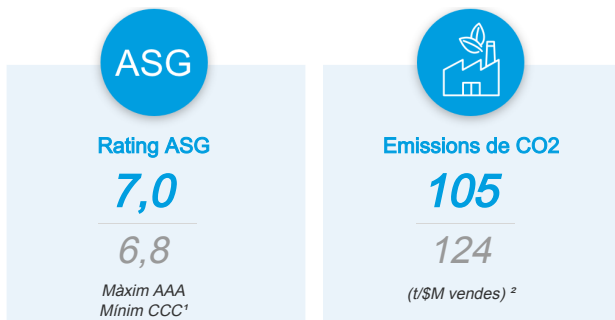 ASG
Rating ASG
7,0
6,8
Màxim AAA
Mínim CCC¹
Emissions de CO2
105
124
(t/$M vendes) ²